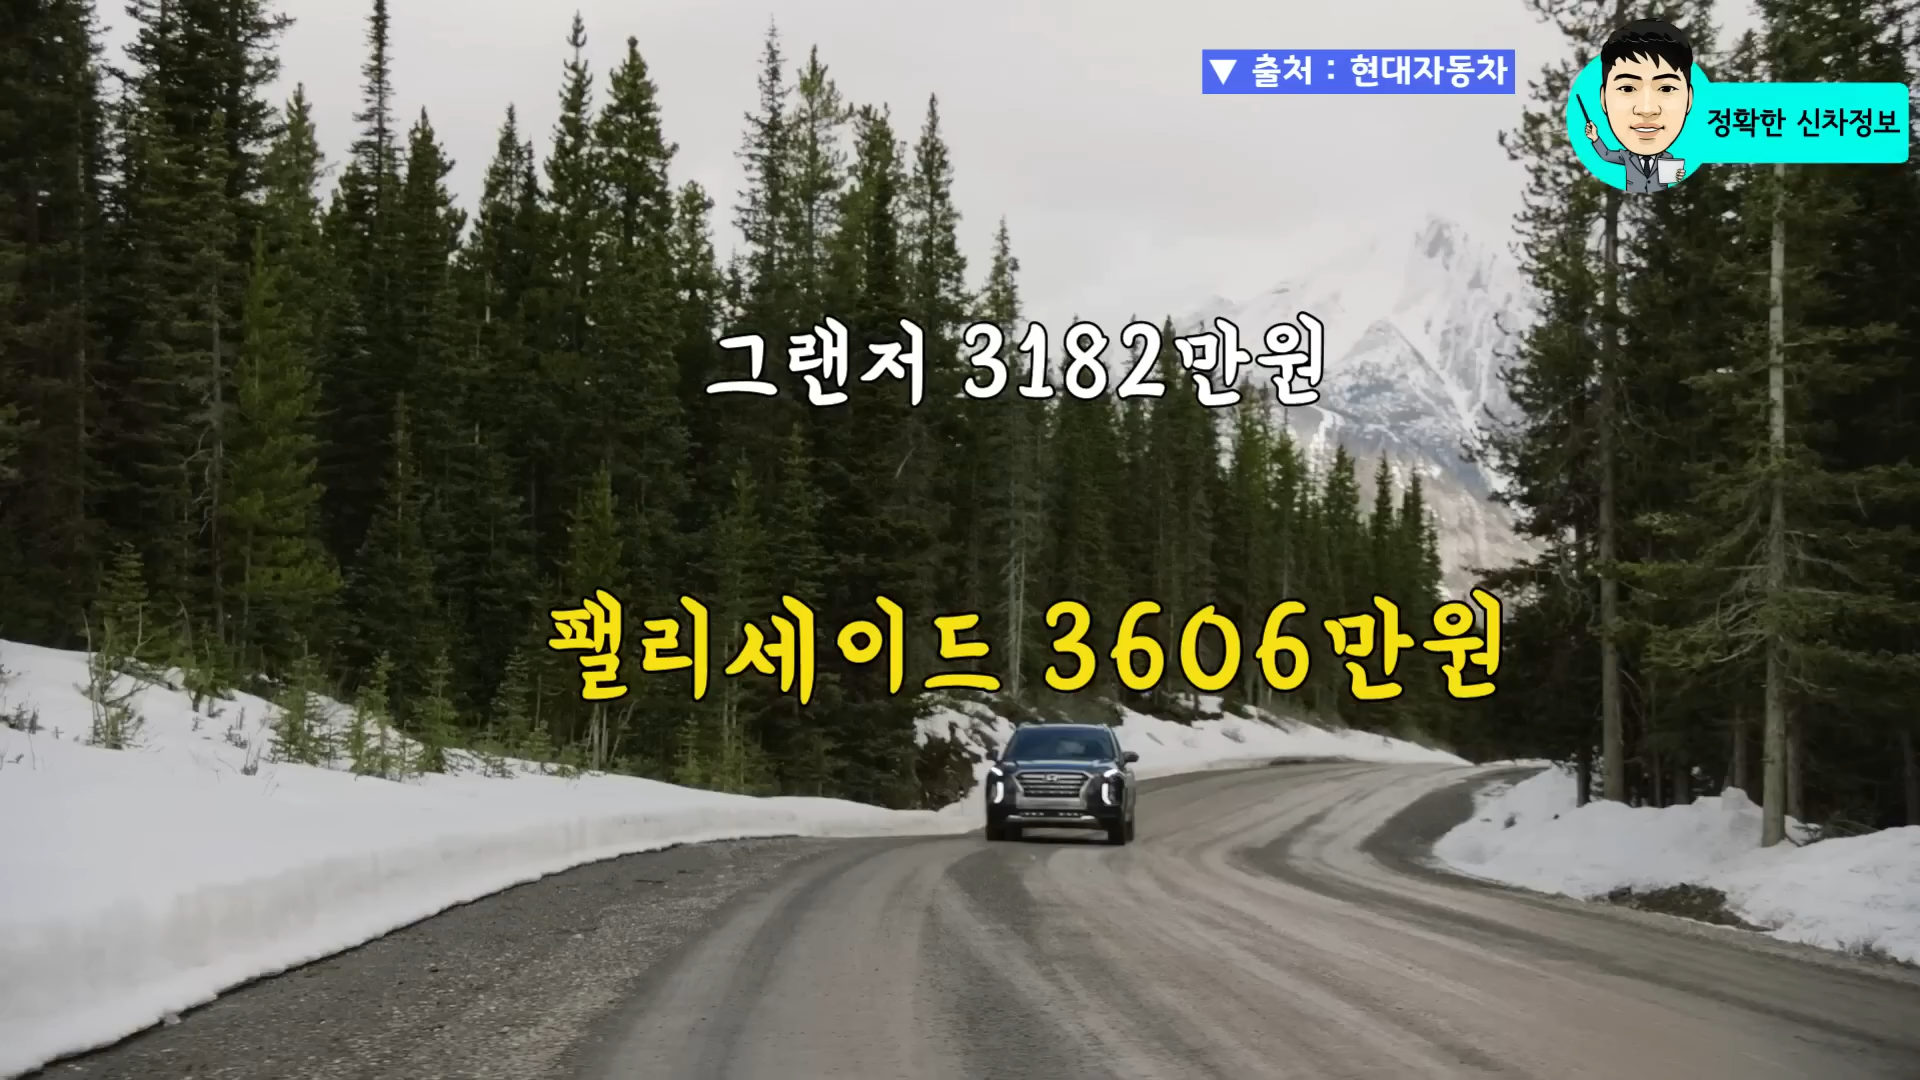 ▼ 출처 : 현대자동차
정확한 신차정보
그랜저 3182만원
팰리세이드 3606만원